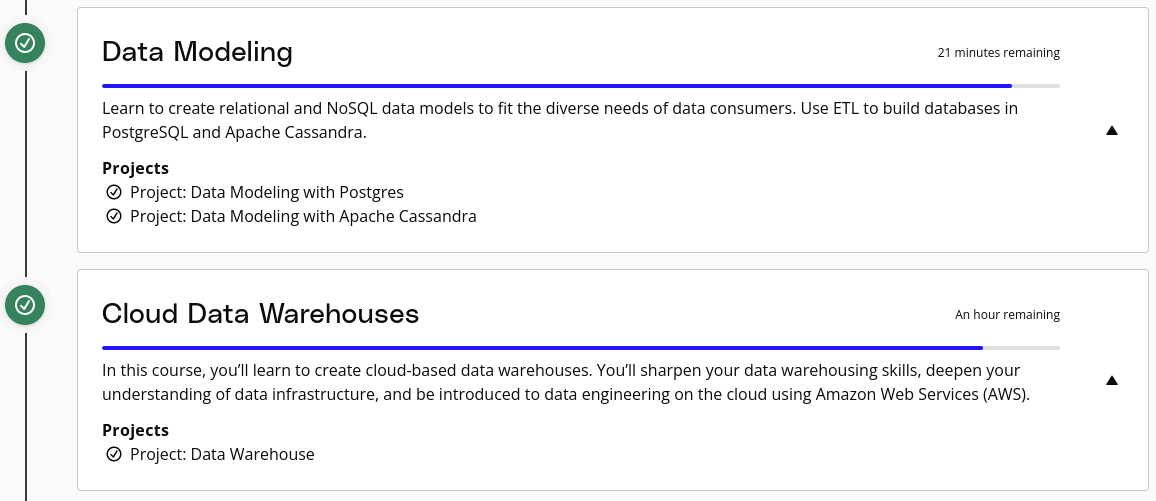 Data Modeling
21 minutes remaining
Learn to create relational and NoSQL data models to fit the diverse needs of data consumers. Use ETL to build databases in
PostgreSQL and Apache Cassandra.
Projects
Project: Data Modeling with Postgres
Project: Data Modeling with Apache Cassandra
Cloud Data Warehouses
An hour remaining
In this course, you’ll learn to create cloud-based data warehouses. You’ll sharpen your data warehousing skills, deepen your
understanding of data infrastructure, and be introduced to data engineering on the cloud using Amazon Web Services (AWS).
Projects
Project: Data Warehouse